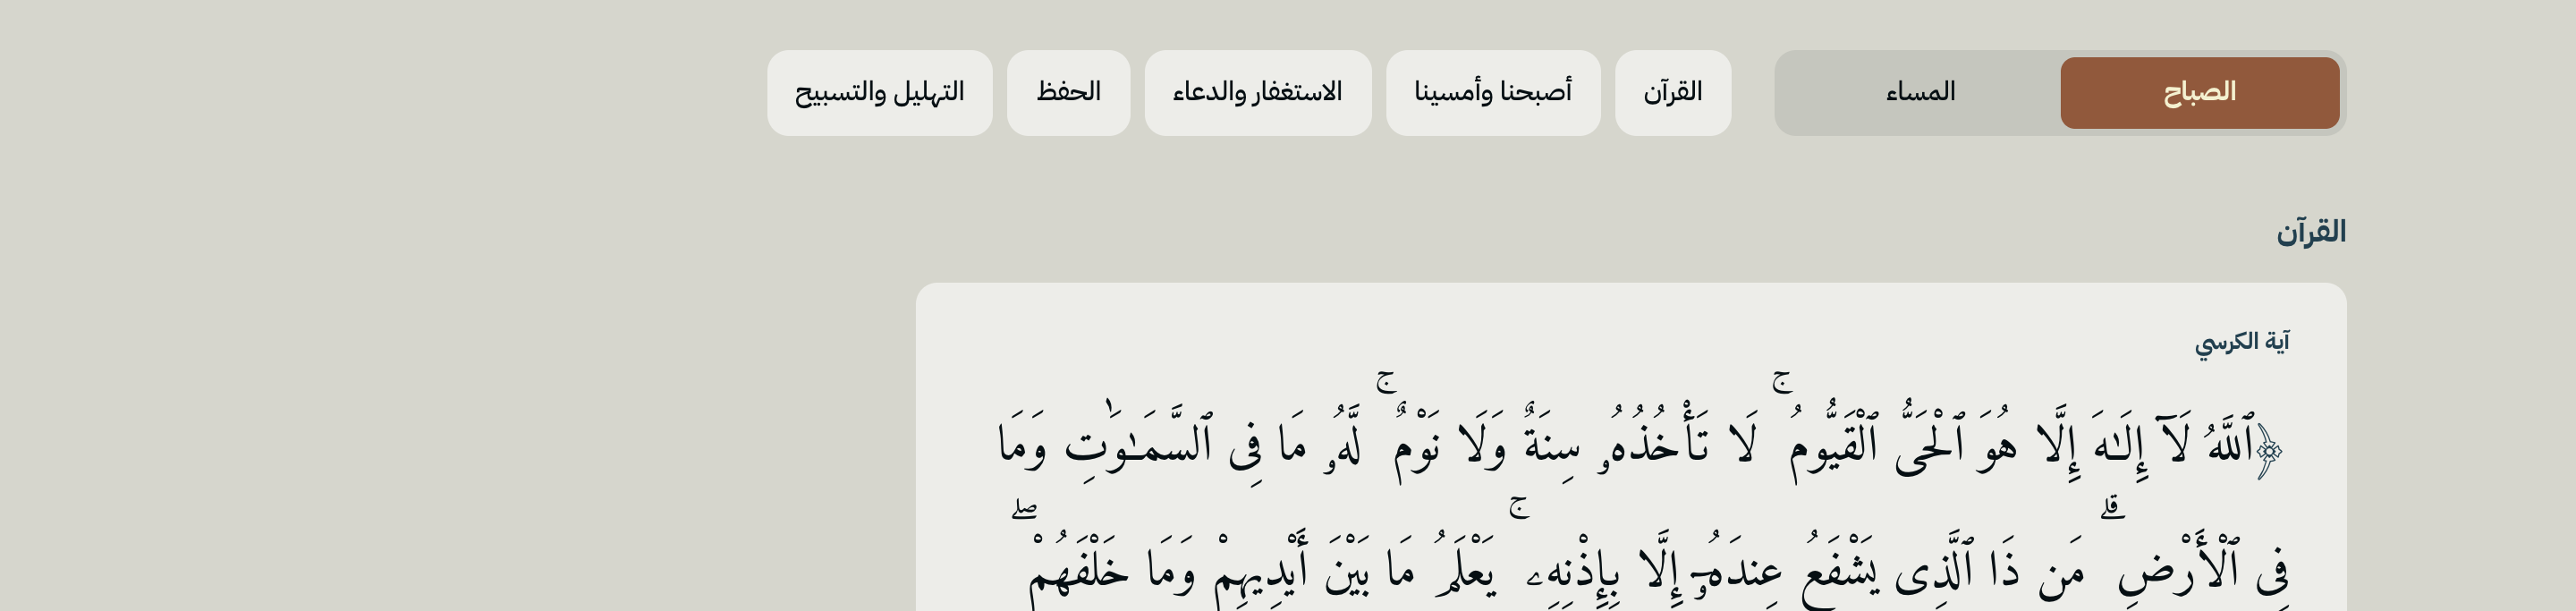 الصباح
المساء
القرآن
أصبحنا وأمسينا
الاستغفار والدعاء
الحفظ
التهليل والتسبيح
القرآن
آية الكرسي
﴿ٱللَّهُ لَآ إِلَـٰهَ إِلَّا هُوَ ٱلْحَىُّ ٱلْقَيُّومُ ۚ لَا تَأْخُذُهُۥ سِنَةٌ وَلَا نَوْمٌ ۚ لَّهُۥ مَا فِى ٱلسَّمَـٰوَٰتِ وَمَا
فِى ٱلْأَرْضِ ۗ مَن ذَا ٱلَّذِى يَشْفَعُ عِندَهُۥٓ إِلَّا بِإِذْنِهِۦ ۚ يَعْلَمُ مَا بَيْنَ أَيْدِيهِمْ وَمَا خَلْفَهُمْ ۖ